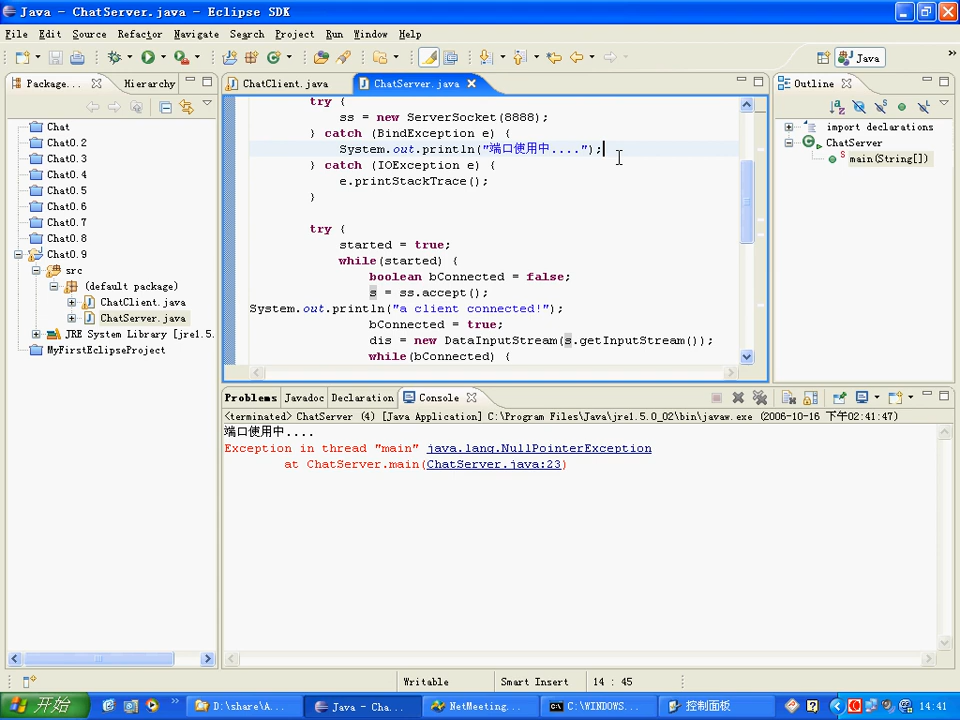 Java - ChatServer.java - Eclipse SDK
File Edit Source Refactor Navigate Search Project Run Window Help
Java
Package...
Hierarchy
Chat
Chat0.2
Chat0.3
Chat0.4
Chat0.5
Chat0.6
Chat0.7
Chat0.8
Chat0.9
src
(default package)
ChatClient.java
ChatServer.java
JRE System Library [jre1.5.
MyFirstEclipseProject
ChatClient.java
ChatServer.java
try {
ss = new ServerSocket(8888);
} catch (BindException e) {
System.out.println("端口使用中....");
} catch (IOException e) {
e.printStackTrace();
}
try {
started = true;
while(started) {
boolean bConnected = false;
s = ss.accept();
System.out.println("a client connected!");
bConnected = true;
dis = new DataInputStream(s.getInputStream());
while(bConnected) {
Outline
import declarations
ChatServer
main(String[])
Problems Javadoc Declaration Console
<terminated> ChatServer (4) [Java Application] C:\Program Files\Java\jre1.5.0_02\bin\javaw.exe (2006-10-16 下午02:41:47)
端口使用中....
Exception in thread "main" java.lang.NullPointerException
at ChatServer.main(ChatServer.java:23)
Writable
Smart Insert
14 : 45
开始
D:\share\A...
Java - Cha...
NetMeeting...
C:\WINDOWS...
控制面板
14:41